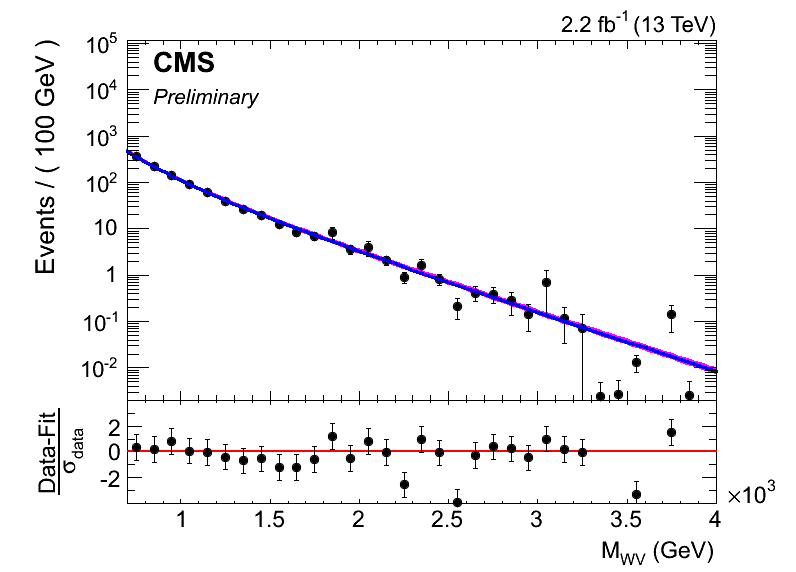 2.2 fb⁻¹ (13 TeV)
CMS
Preliminary
Events / ( 100 GeV )
10⁵
10⁴
10³
10²
10
1
10⁻¹
10⁻²
Data-Fit
σ_data
2
0
-2
1
1.5
2
2.5
3
3.5
4
×10³
M_WV (GeV)